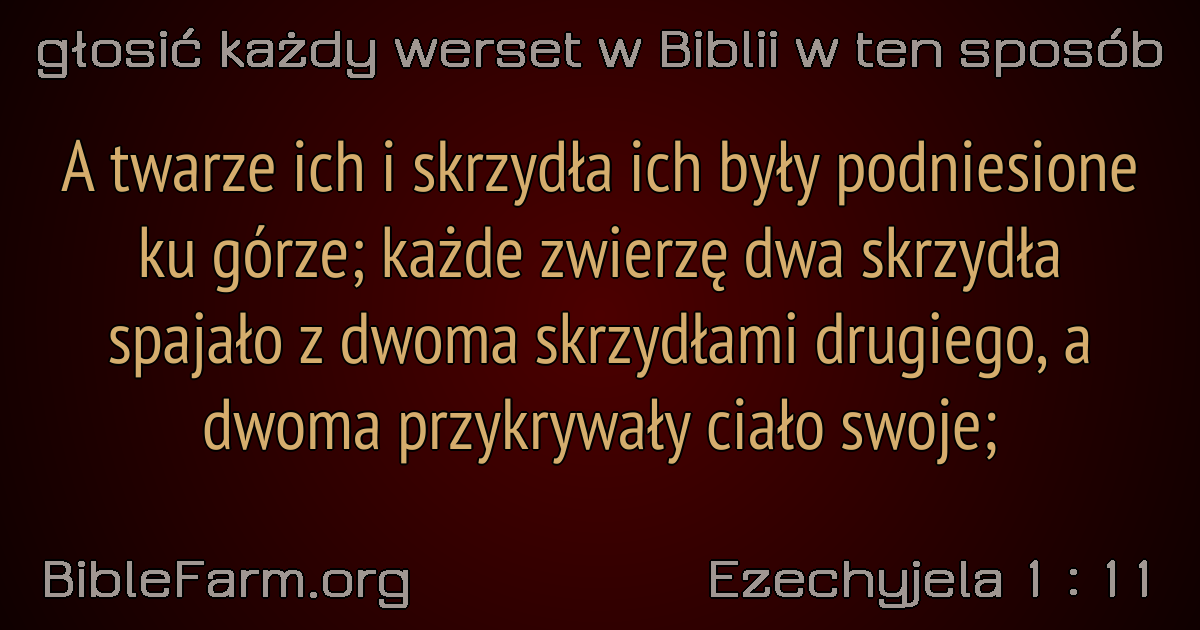 głosić każdy werset w Biblii w ten sposób
A twarze ich i skrzydła ich były podniesione
ku górze; każde zwierzę dwa skrzydła
spajało z dwoma skrzydłami drugiego, a
dwoma przykrywały ciało swoje;
BibleFarm.org
Ezechyjela 1 : 11